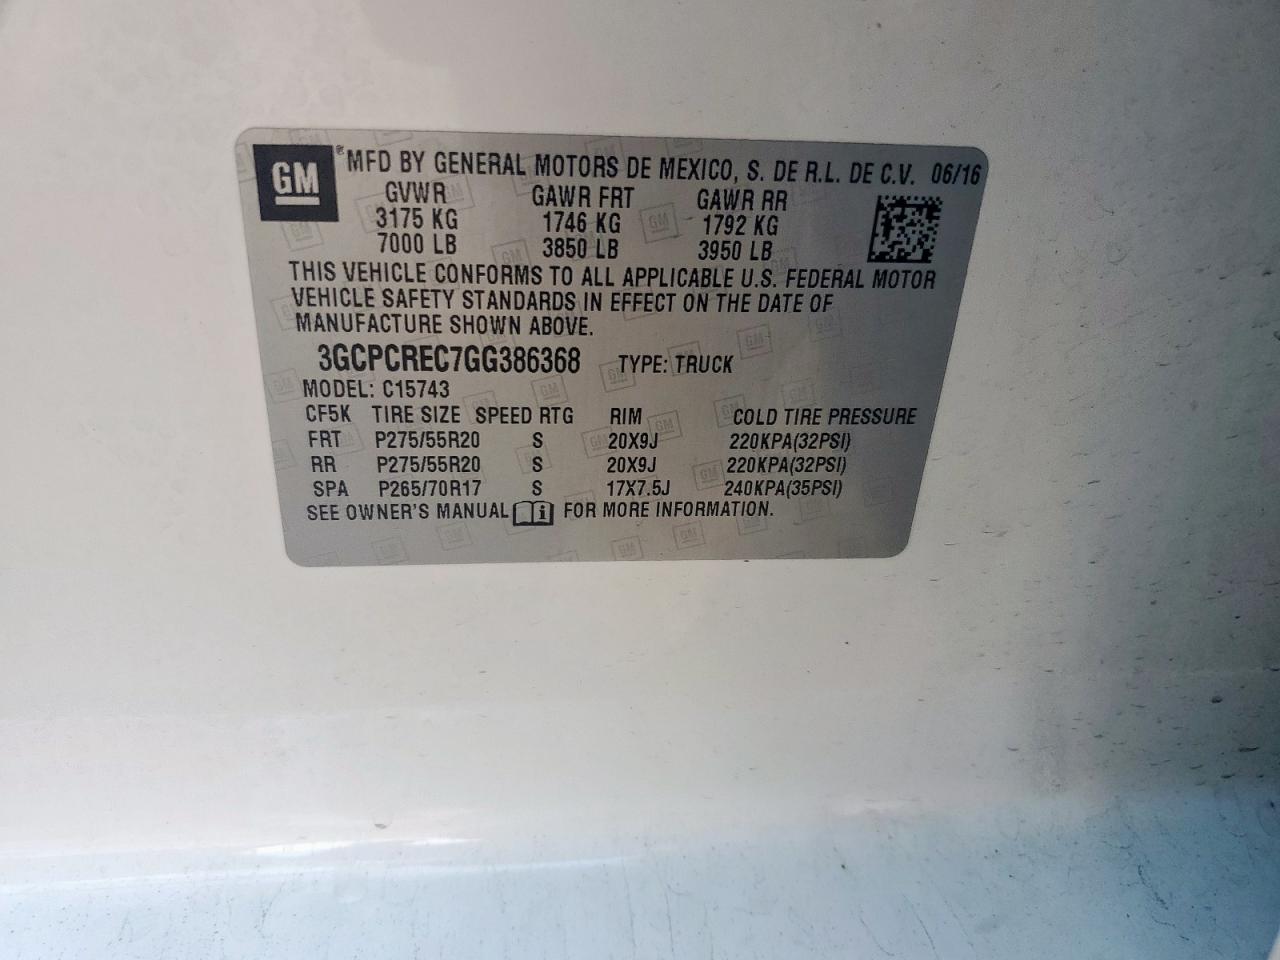 GM ® MFD BY GENERAL MOTORS DE MEXICO, S. DE R.L. DE C.V. 06/16
GVWR GAWR FRT GAWR RR
3175 KG 1746 KG 1792 KG
7000 LB 3850 LB 3950 LB
THIS VEHICLE CONFORMS TO ALL APPLICABLE U.S. FEDERAL MOTOR
VEHICLE SAFETY STANDARDS IN EFFECT ON THE DATE OF
MANUFACTURE SHOWN ABOVE.
3GCPCREC7GG386368 TYPE: TRUCK
MODEL: C15743
CF5K TIRE SIZE SPEED RTG RIM COLD TIRE PRESSURE
FRT P275/55R20 S 20X9J 220KPA(32PSI)
RR P275/55R20 S 20X9J 220KPA(32PSI)
SPA P265/70R17 S 17X7.5J 240KPA(35PSI)
SEE OWNER'S MANUAL i FOR MORE INFORMATION.